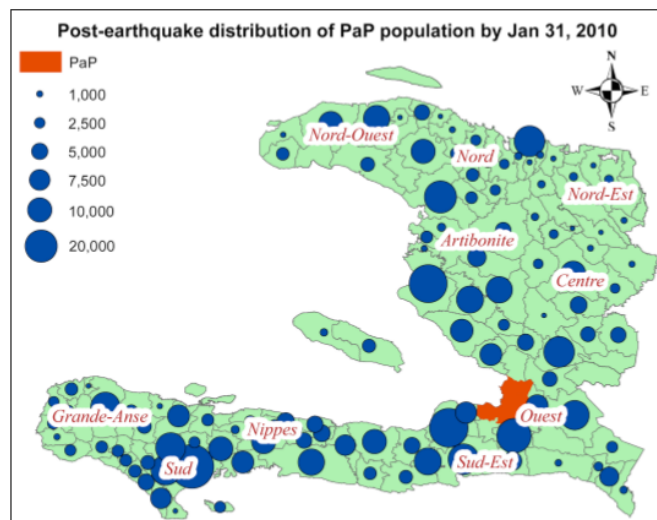 Post-earthquake distribution of PaP population by Jan 31, 2010
PaP
1,000
2,500
5,000
7,500
10,000
20,000
N
W E
S
Nord-Ouest
Nord
Nord-Est
Artibonite
Centre
Grande-Anse
Nippes
Ouest
Sud
Sud-Est